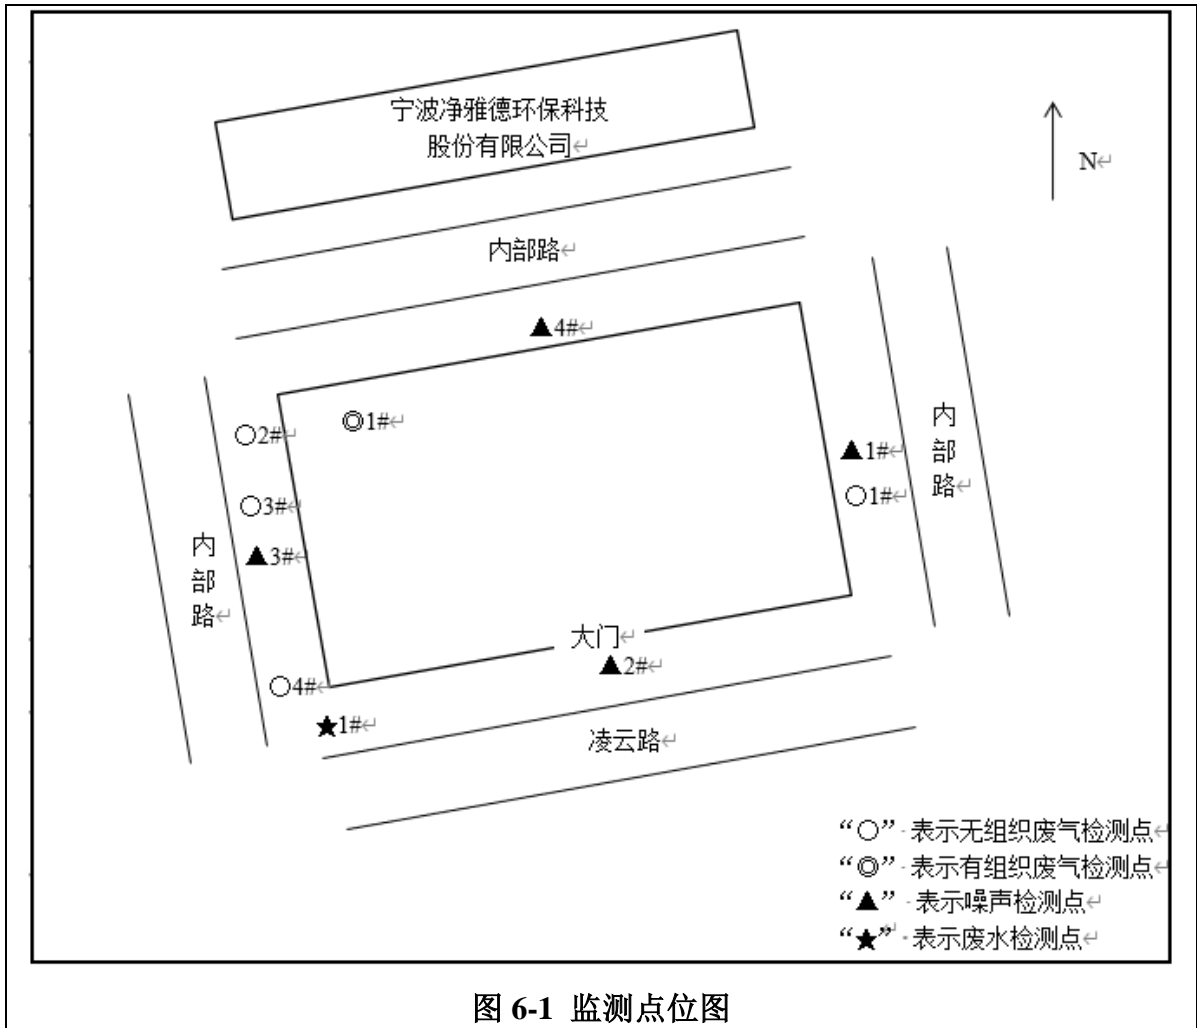 宁波净雅德环保科技
股份有限公司↵
N↵
内部路↵
▲4#↵
○2#↵
◎1#↵
○3#↵
▲3#↵
内
部
路↵
○4#↵
★1#↵
▲1#↵
○1#↵
内
部
路↵
大门↵
▲2#↵
凌云路↵
“○”·表示无组织废气检测点↵
“◎”·表示有组织废气检测点↵
“▲”·表示噪声检测点↵
“★”·表示废水检测点↵
图 6-1 监测点位图